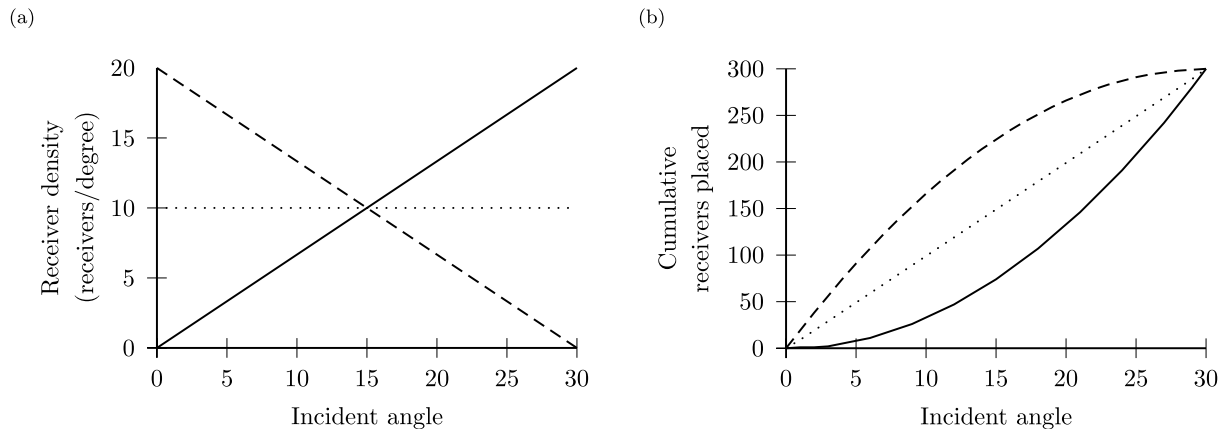 (a)
20
15
10
5
0
Receiver density
(receivers/degree)
0 5 10 15 20 25 30
Incident angle
(b)
300
250
200
150
100
50
0
Cumulative
receivers placed
0 5 10 15 20 25 30
Incident angle